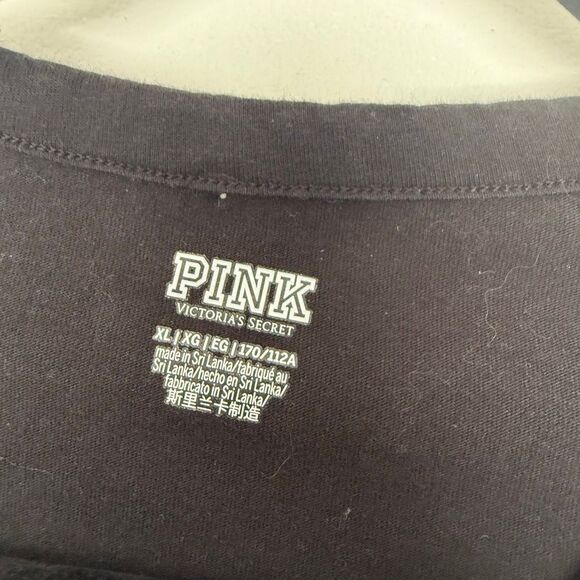 PINK
VICTORIA'S SECRET
XL | XG | EG | 170/112A
made in Sri Lanka/fabriqué au
Sri Lanka/hecho en Sri Lanka/
fabbricato in Sri Lanka/
斯里兰卡制造